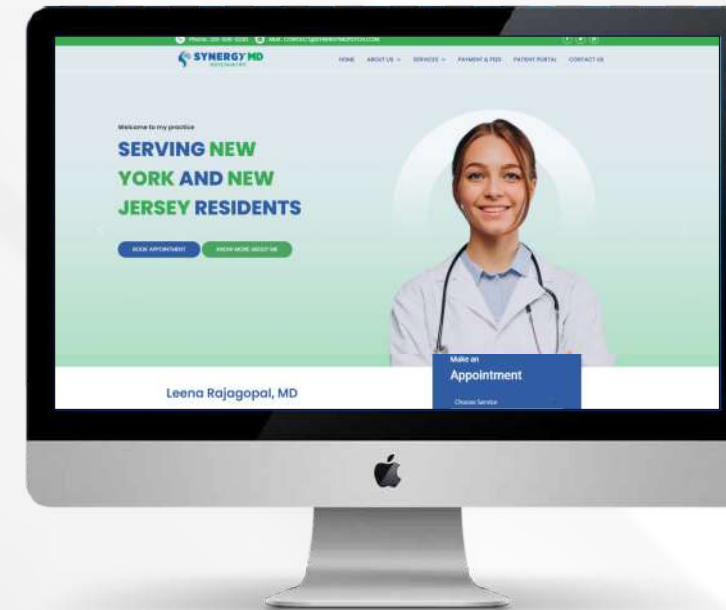 SYNERGY MD
HOME ABOUT US SERVICES PAYMENT & FEES PATIENT PORTAL CONTACT US
Welcome to my practice
SERVING NEW
YORK AND NEW
JERSEY RESIDENTS
BOOK APPOINTMENT KNOW MORE ABOUT ME
Make an
Appointment
Leena Rajagopal, MD
Choose Service